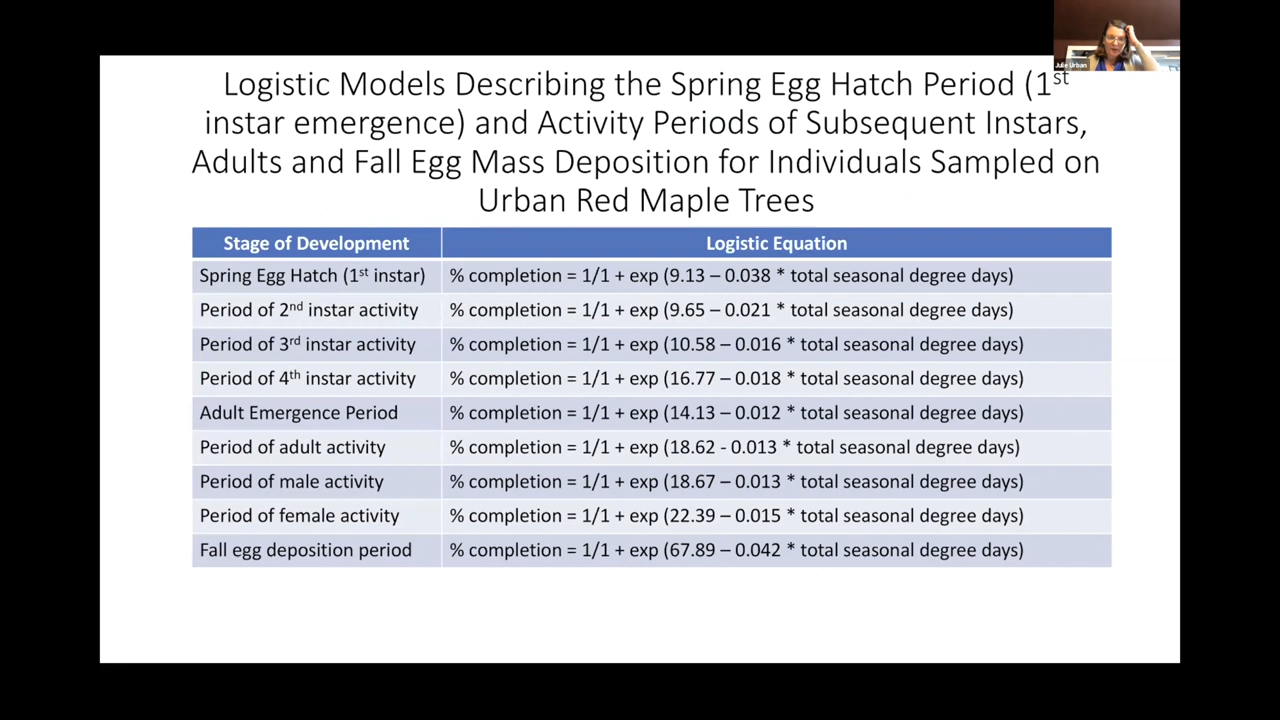 Julie Urban
Logistic Models Describing the Spring Egg Hatch Period (1st
instar emergence) and Activity Periods of Subsequent Instars,
Adults and Fall Egg Mass Deposition for Individuals Sampled on
Urban Red Maple Trees
Stage of Development Logistic Equation
Spring Egg Hatch (1st instar) % completion = 1/1 + exp (9.13 – 0.038 * total seasonal degree days)
Period of 2nd instar activity % completion = 1/1 + exp (9.65 – 0.021 * total seasonal degree days)
Period of 3rd instar activity % completion = 1/1 + exp (10.58 – 0.016 * total seasonal degree days)
Period of 4th instar activity % completion = 1/1 + exp (16.77 – 0.018 * total seasonal degree days)
Adult Emergence Period % completion = 1/1 + exp (14.13 – 0.012 * total seasonal degree days)
Period of adult activity % completion = 1/1 + exp (18.62 - 0.013 * total seasonal degree days)
Period of male activity % completion = 1/1 + exp (18.67 – 0.013 * total seasonal degree days)
Period of female activity % completion = 1/1 + exp (22.39 – 0.015 * total seasonal degree days)
Fall egg deposition period % completion = 1/1 + exp (67.89 – 0.042 * total seasonal degree days)